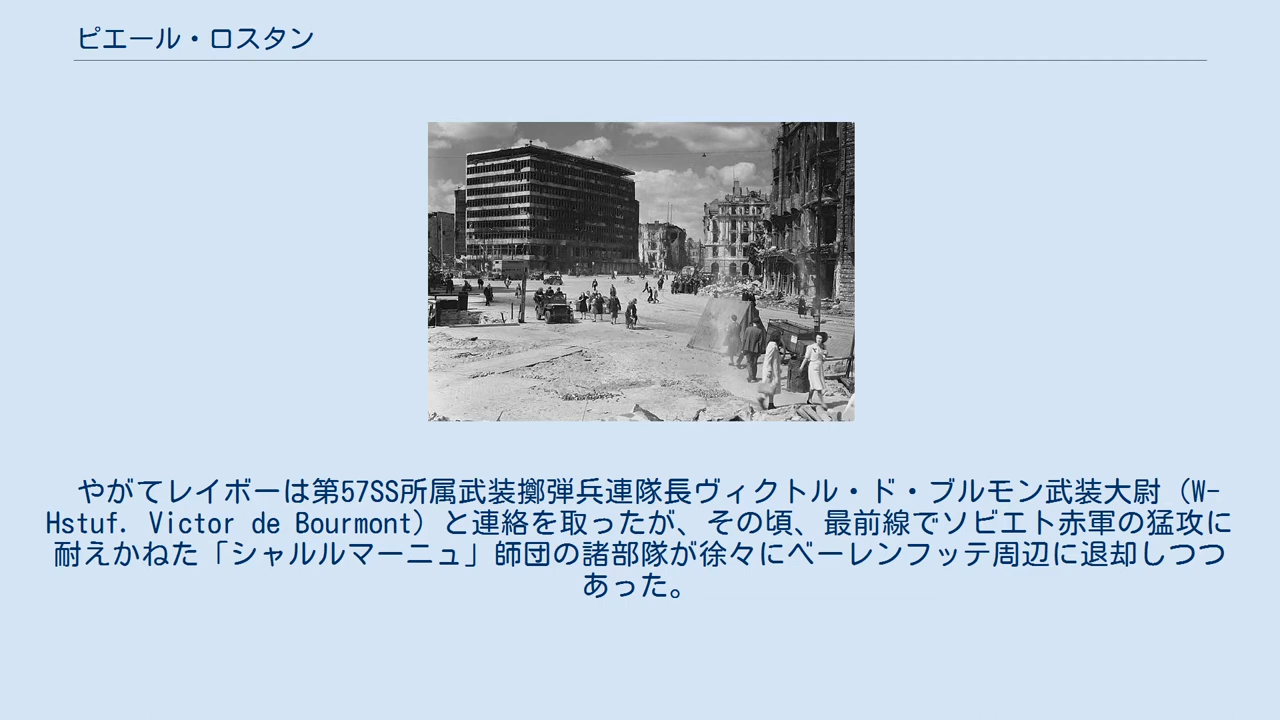 ピエール・ロスタン
やがてレイボーは第57SS所属武装擲弾兵連隊長ヴィクトル・ド・ブルモン武装大尉（W-
Hstuf. Victor de Bourmont）と連絡を取ったが、その頃、最前線でソビエト赤軍の猛攻に
耐えかねた「シャルルマーニュ」師団の諸部隊が徐々にベーレンフッテ周辺に退却しつつ
あった。